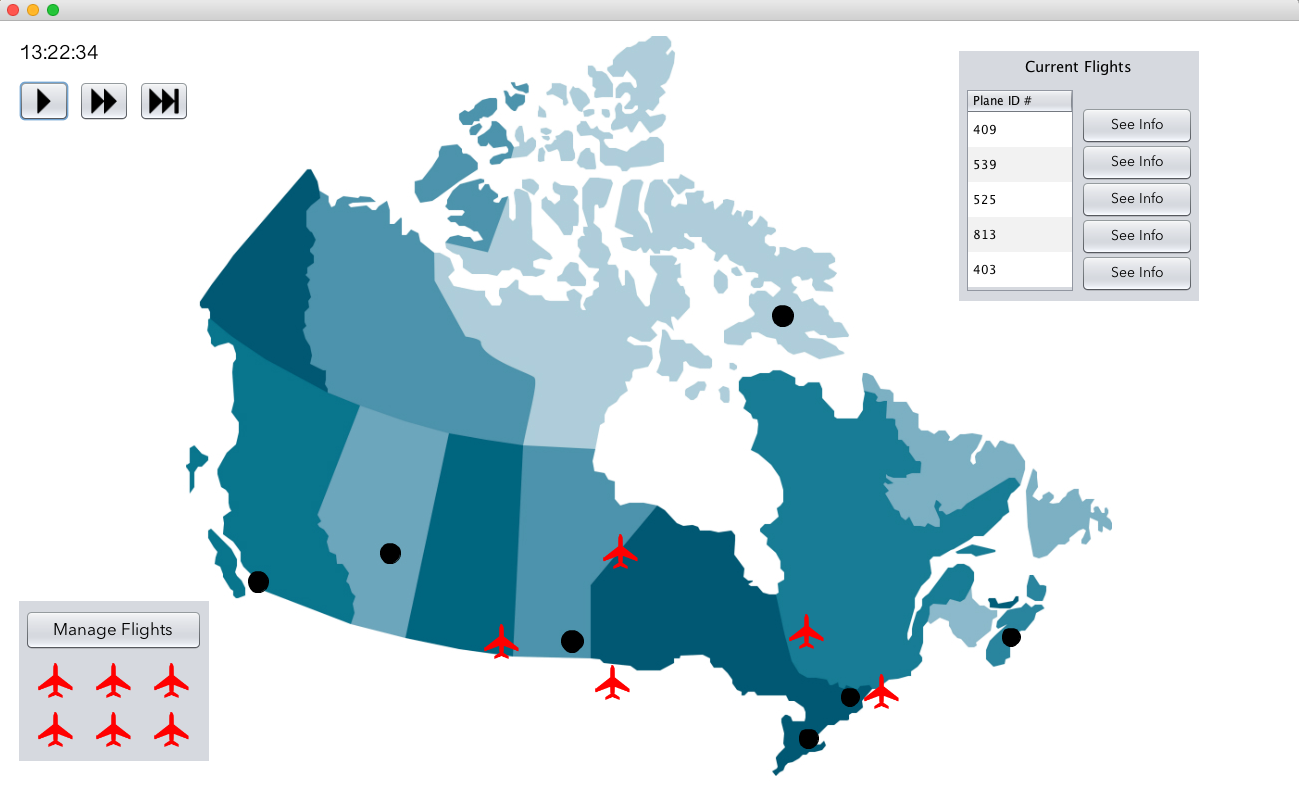 13:22:34
Current Flights
Plane ID #
409 See Info
539 See Info
525 See Info
813 See Info
403 See Info
Manage Flights